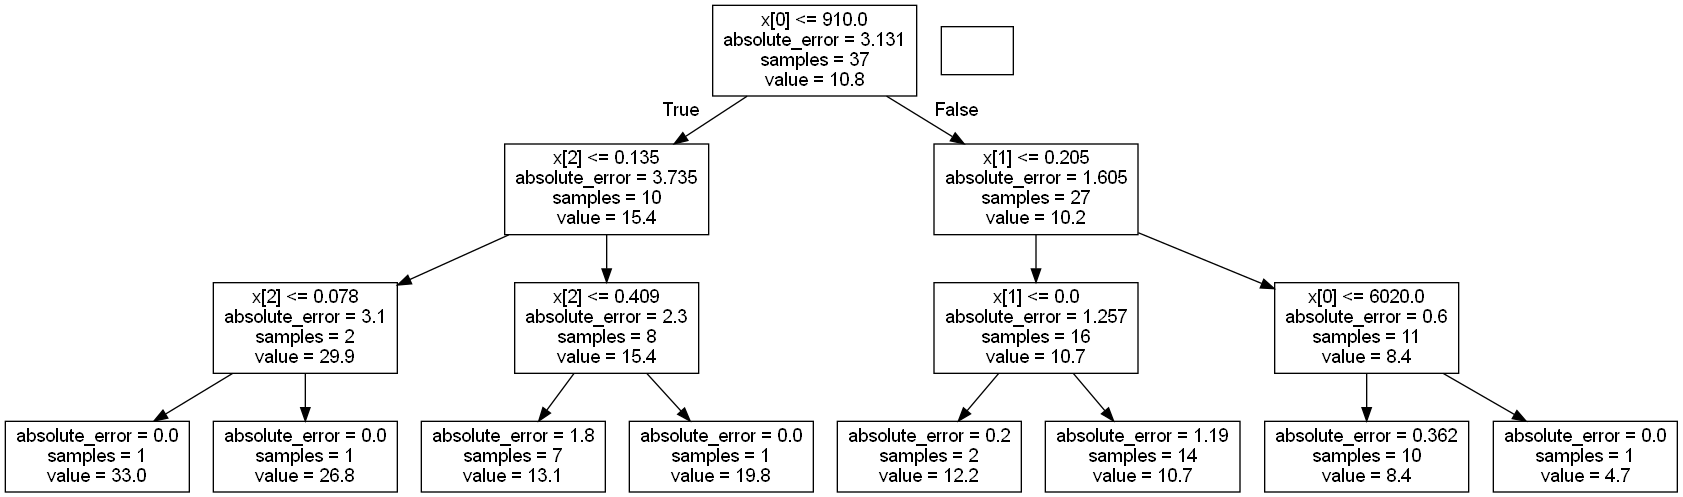 x[0] <= 910.0
absolute_error = 3.131
samples = 37
value = 10.8
True
False
x[2] <= 0.135
absolute_error = 3.735
samples = 10
value = 15.4
x[1] <= 0.205
absolute_error = 1.605
samples = 27
value = 10.2
x[2] <= 0.078
absolute_error = 3.1
samples = 2
value = 29.9
x[2] <= 0.409
absolute_error = 2.3
samples = 8
value = 15.4
x[1] <= 0.0
absolute_error = 1.257
samples = 16
value = 10.7
x[0] <= 6020.0
absolute_error = 0.6
samples = 11
value = 8.4
absolute_error = 0.0
samples = 1
value = 33.0
absolute_error = 0.0
samples = 1
value = 26.8
absolute_error = 1.8
samples = 7
value = 13.1
absolute_error = 0.0
samples = 1
value = 19.8
absolute_error = 0.2
samples = 2
value = 12.2
absolute_error = 1.19
samples = 14
value = 10.7
absolute_error = 0.362
samples = 10
value = 8.4
absolute_error = 0.0
samples = 1
value = 4.7